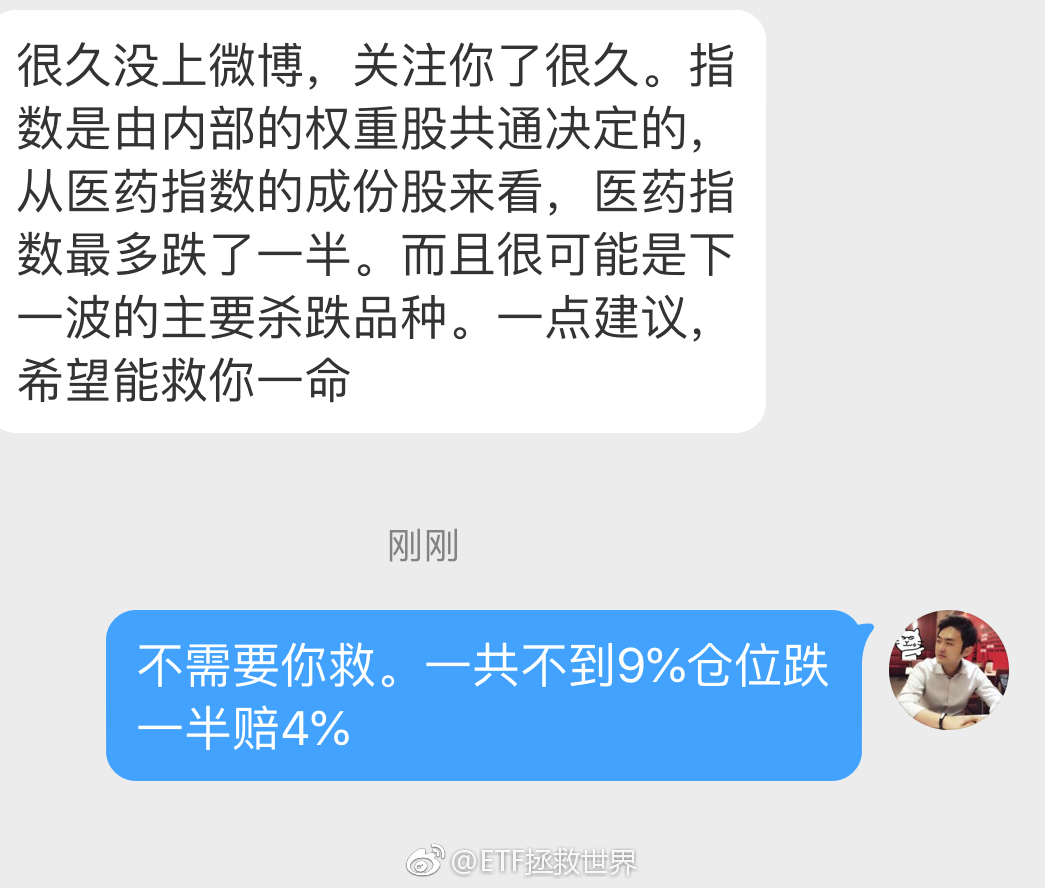 很久没上微博，关注你了很久。指
数是由内部的权重股共通决定的，
从医药指数的成份股来看，医药指
数最多跌了一半。而且很可能是下
一波的主要杀跌品种。一点建议，
希望能救你一命
刚刚
不需要你救。 一共不到9%仓位跌
一半赔4%
@ETF拯救世界